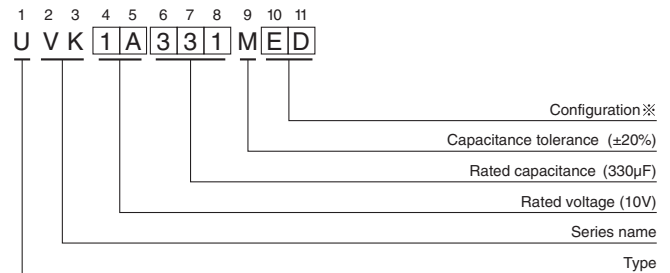 1 2 3 4 5 6 7 8 9 10 11
U V K 1 A 3 3 1 M E D
Configuration※
Capacitance tolerance (±20%)
Rated capacitance (330µF)
Rated voltage (10V)
Series name
Type